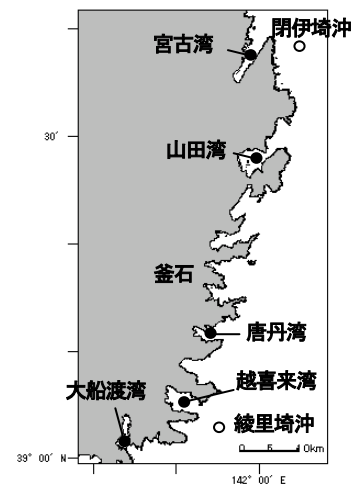 閉伊埼沖
宮古湾
30′
山田湾
釜石
唐丹湾
越喜来湾
大船渡湾
綾里埼沖
0 5 10km
39° 00′ N
142° 00′ E